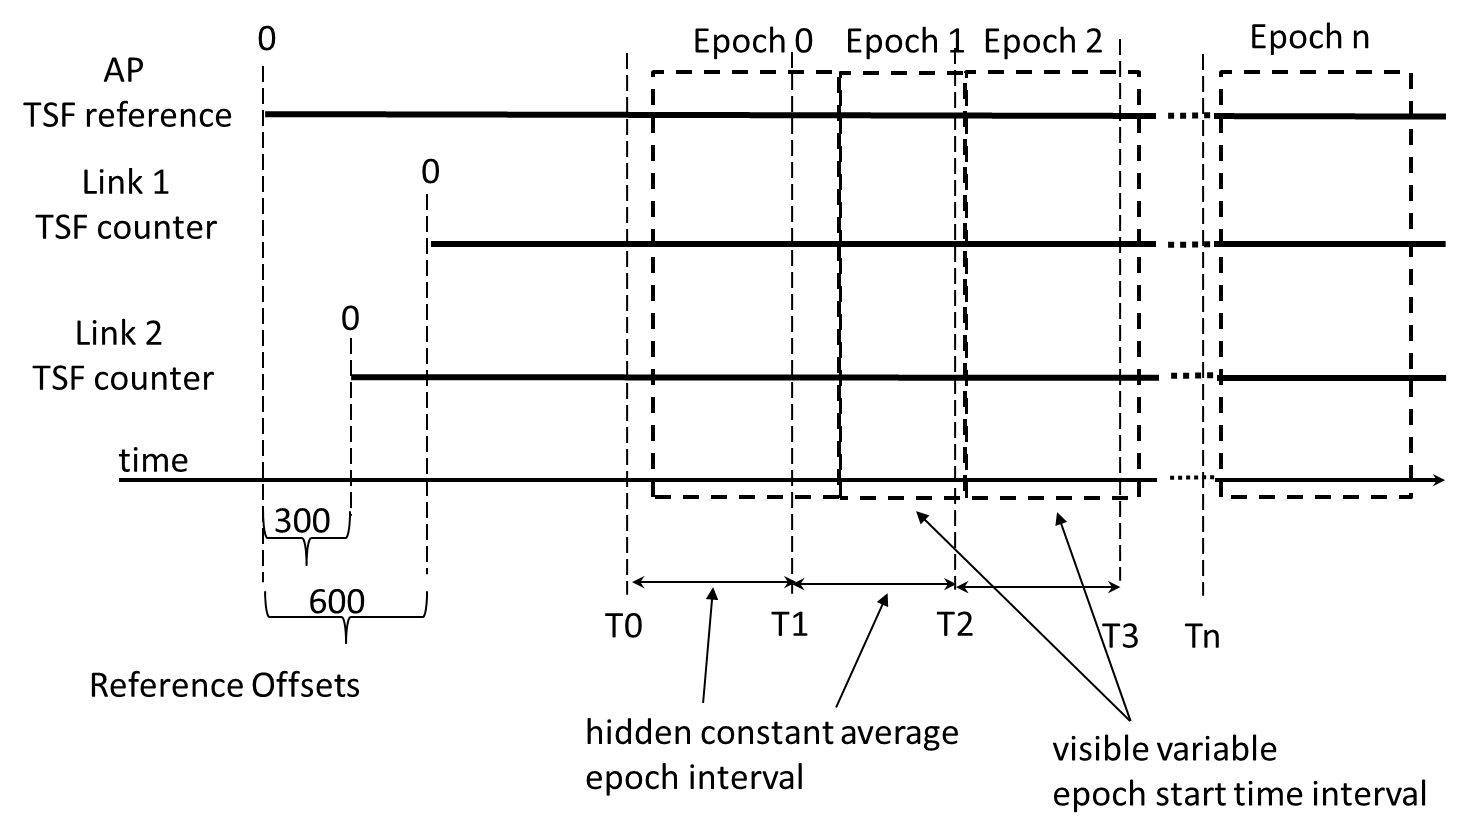 0
Epoch 0
Epoch 1
Epoch 2
Epoch n
AP
TSF reference
0
Link 1
TSF counter
0
Link 2
TSF counter
time
300
600
T0
T1
T2
T3
Tn
Reference Offsets
hidden constant average
epoch interval
visible variable
epoch start time interval